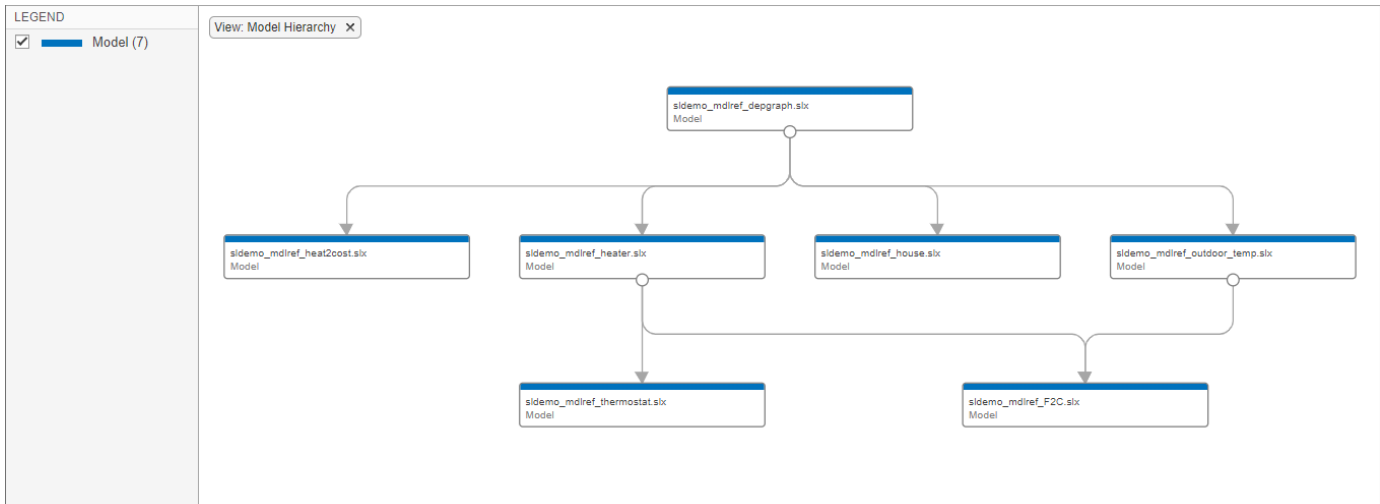 LEGEND
Model (7)
View: Model Hierarchy
sldemo_mdlref_depgraph.slx
Model
sldemo_mdlref_heat2cost.slx
Model
sldemo_mdlref_heater.slx
Model
sldemo_mdlref_house.slx
Model
sldemo_mdlref_outdoor_temp.slx
Model
sldemo_mdlref_thermostat.slx
Model
sldemo_mdlref_F2C.slx
Model